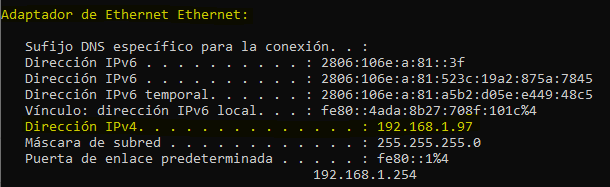 Adaptador de Ethernet Ethernet:
Sufijo DNS específico para la conexión. . :
Dirección IPv6 . . . . . . . . . . : 2806:106e:a:81::3f
Dirección IPv6 . . . . . . . . . . : 2806:106e:a:81:523c:19a2:875a:7845
Dirección IPv6 temporal. . . . . . : 2806:106e:a:81:a5b2:d05e:e449:48c5
Vínculo: dirección IPv6 local. . . : fe80::4ada:8b27:708f:101c%4
Dirección IPv4. . . . . . . . . . . . . . : 192.168.1.97
Máscara de subred . . . . . . . . . . . . : 255.255.255.0
Puerta de enlace predeterminada . . . . . : fe80::1%4
192.168.1.254